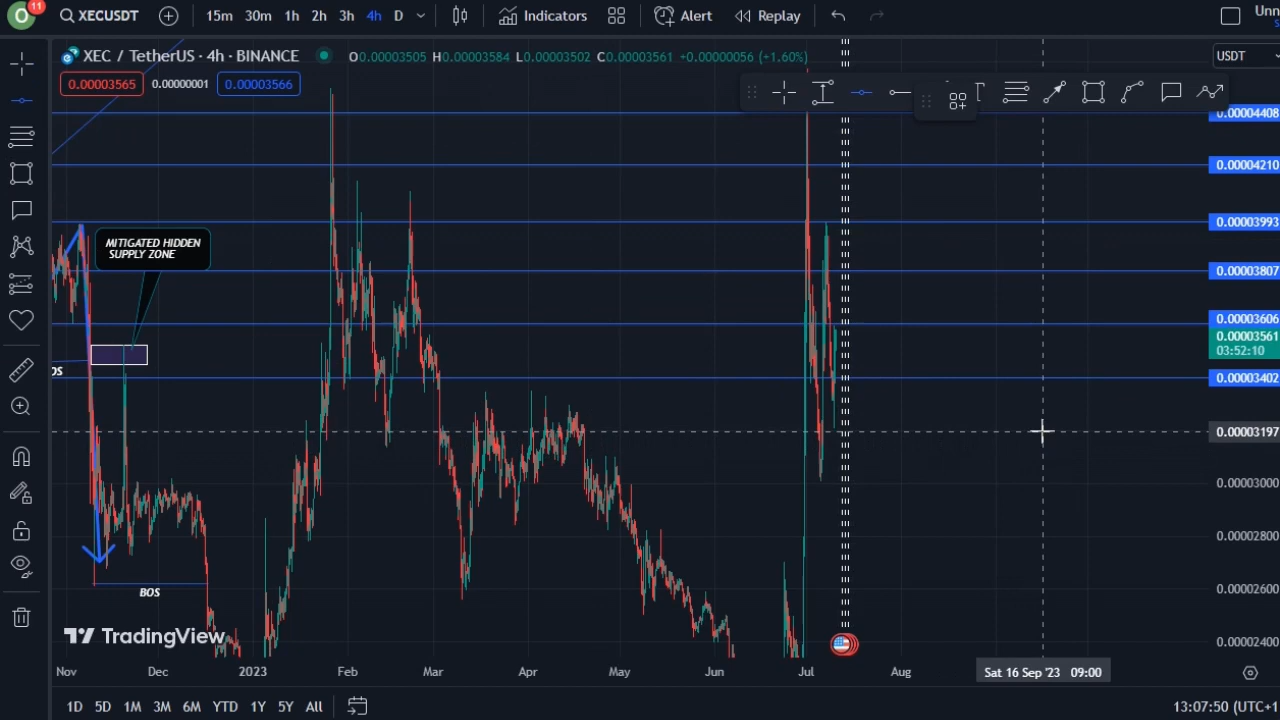 O
11
XECUSDT
15m 30m 1h 2h 3h 4h D
Indicators
Alert
Replay
Unn
XEC / TetherUS · 4h · BINANCE
O0.00003505 H0.00003584 L0.00003502 C0.00003561 +0.00000056 (+1.60%)
0.00003565 0.00000001 0.00003566
USDT
0.00004408
0.00004210
0.00003993
0.00003807
0.00003606
0.00003561
03:52:10
0.00003402
0.00003197
0.00003000
0.00002800
0.00002600
0.00002400
MITIGATED HIDDEN
SUPPLY ZONE
OS
BOS
TradingView
Nov Dec 2023 Feb Mar Apr May Jun Jul Aug
Sat 16 Sep '23 09:00
1D 5D 1M 3M 6M YTD 1Y 5Y All
13:07:50 (UTC+1